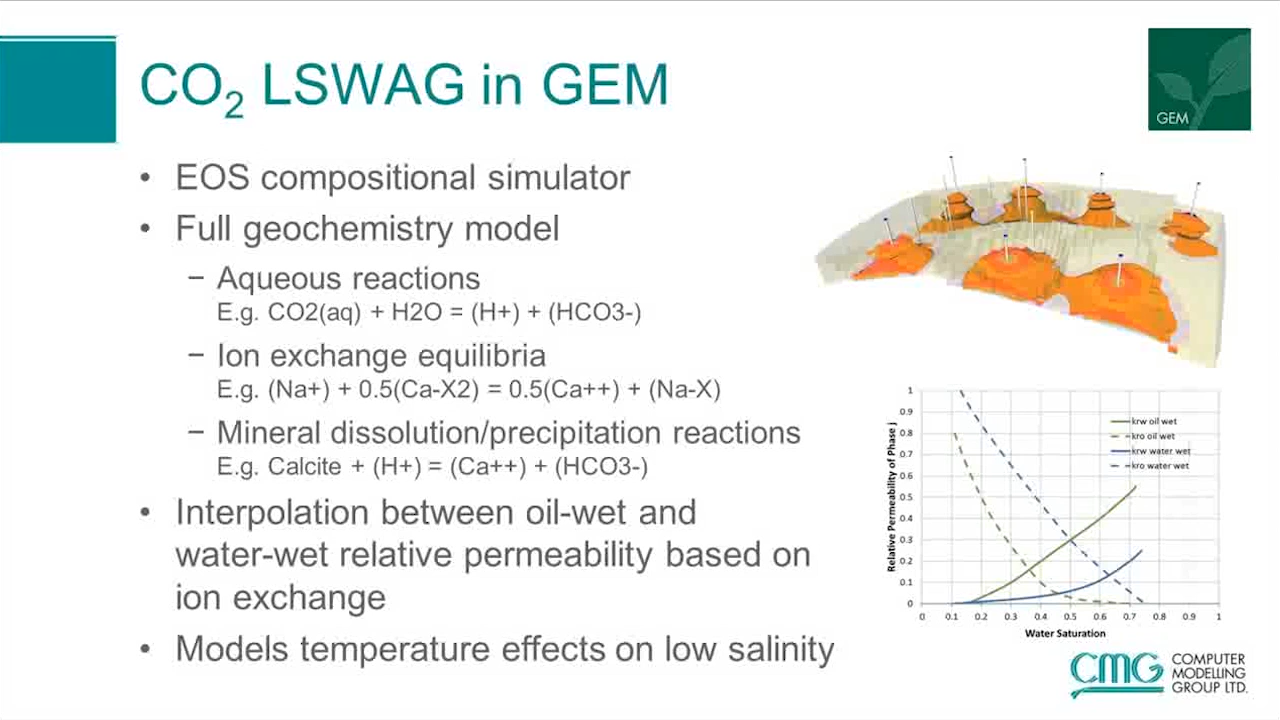 CO2 LSWAG in GEM
GEM
• EOS compositional simulator
• Full geochemistry model
– Aqueous reactions
E.g. CO2(aq) + H2O = (H+) + (HCO3-)
– Ion exchange equilibria
E.g. (Na+) + 0.5(Ca-X2) = 0.5(Ca++) + (Na-X)
– Mineral dissolution/precipitation reactions
E.g. Calcite + (H+) = (Ca++) + (HCO3-)
• Interpolation between oil-wet and
water-wet relative permeability based on
ion exchange
• Models temperature effects on low salinity
Relative Permeability of Phase j
1
0.9
0.8
0.7
0.6
0.5
0.4
0.3
0.2
0.1
0
krw oil wet
kro oil wet
krw water wet
kro water wet
0 0.1 0.2 0.3 0.4 0.5 0.6 0.7 0.8 0.9 1
Water Saturation
CMG
COMPUTER
MODELLING
GROUP LTD.